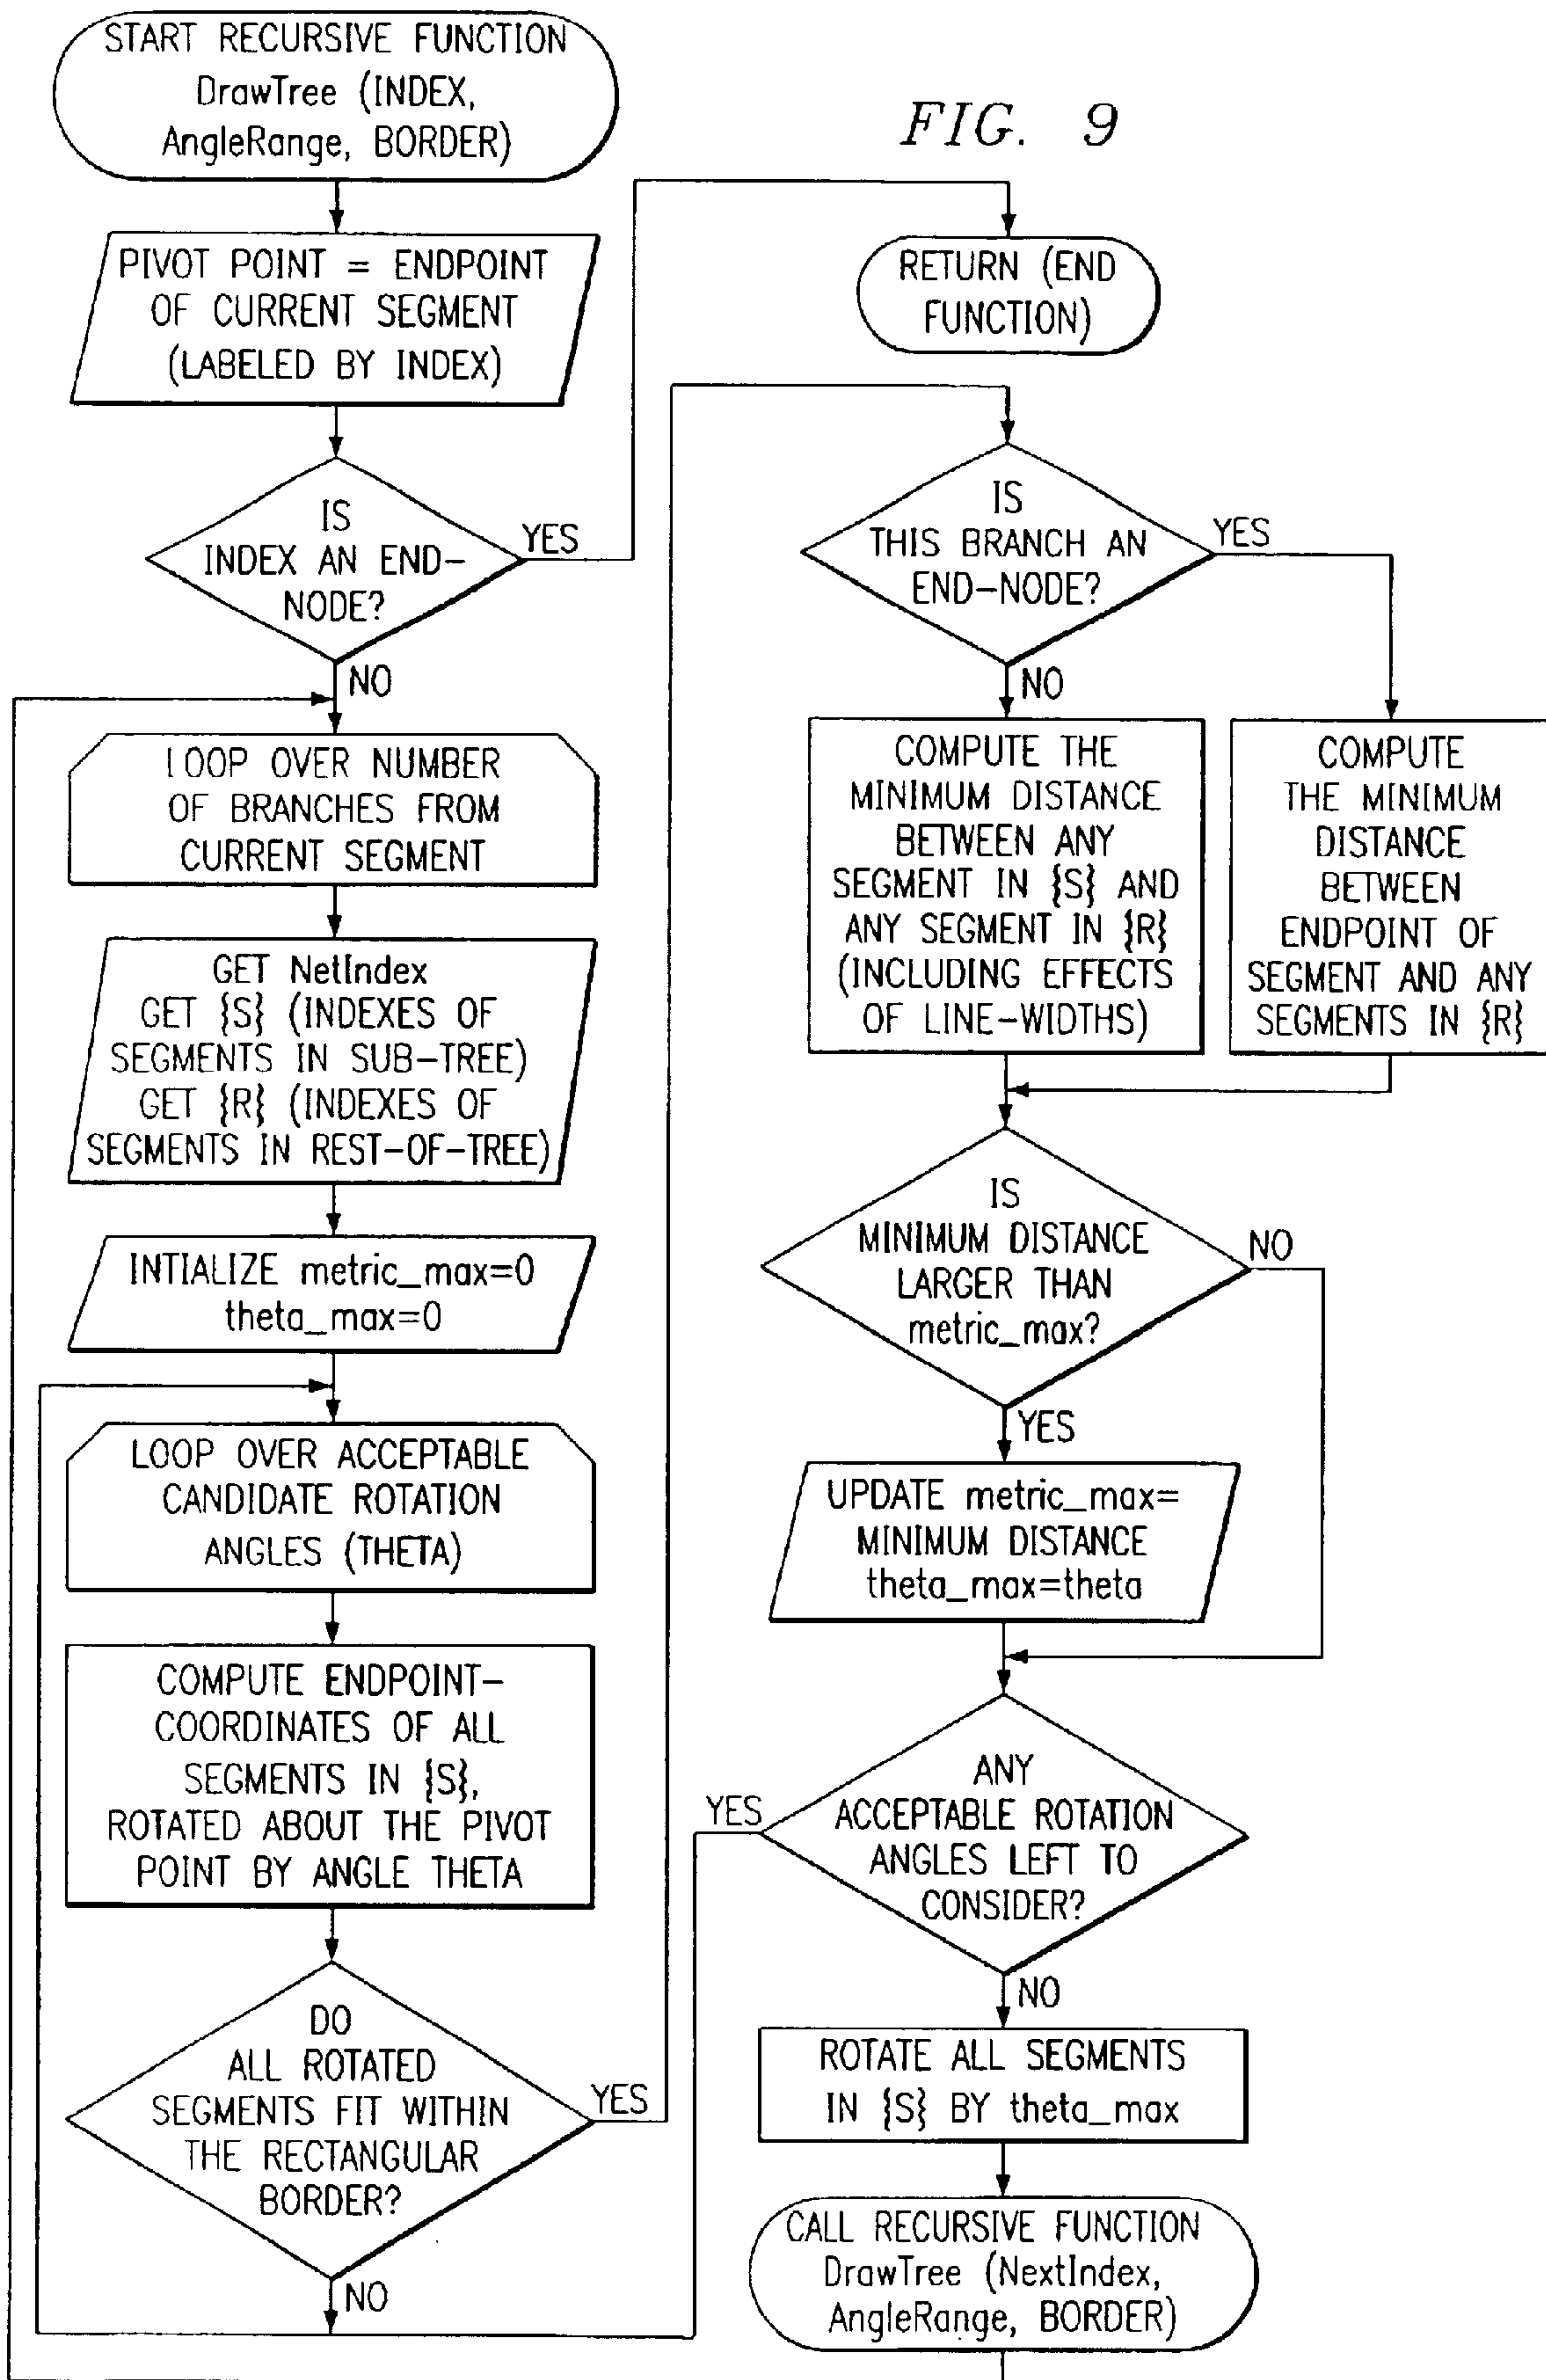 START RECURSIVE FUNCTION
DrawTree (INDEX,
AngleRange, BORDER)
FIG. 9
PIVOT POINT = ENDPOINT
OF CURRENT SEGMENT
(LABELED BY INDEX)
RETURN (END
FUNCTION)
IS
INDEX AN END-
NODE?
YES
NO
LOOP OVER NUMBER
OF BRANCHES FROM
CURRENT SEGMENT
GET NetIndex
GET {S} (INDEXES OF
SEGMENTS IN SUB-TREE)
GET {R} (INDEXES OF
SEGMENTS IN REST-OF-TREE)
INTIALIZE metric_max=0
theta_max=0
LOOP OVER ACCEPTABLE
CANDIDATE ROTATION
ANGLES (THETA)
COMPUTE ENDPOINT-
COORDINATES OF ALL
SEGMENTS IN {S},
ROTATED ABOUT THE PIVOT
POINT BY ANGLE THETA
DO
ALL ROTATED
SEGMENTS FIT WITHIN
THE RECTANGULAR
BORDER?
YES
NO
IS
THIS BRANCH AN
END-NODE?
YES
NO
COMPUTE THE
MINIMUM DISTANCE
BETWEEN ANY
SEGMENT IN {S} AND
ANY SEGMENT IN {R}
(INCLUDING EFFECTS
OF LINE-WIDTHS)
COMPUTE
THE MINIMUM
DISTANCE
BETWEEN
ENDPOINT OF
SEGMENT AND ANY
SEGMENTS IN {R}
IS
MINIMUM DISTANCE
LARGER THAN
metric_max?
NO
YES
UPDATE metric_max=
MINIMUM DISTANCE
theta_max=theta
ANY
ACCEPTABLE ROTATION
ANGLES LEFT TO
CONSIDER?
YES
NO
ROTATE ALL SEGMENTS
IN {S} BY theta_max
CALL RECURSIVE FUNCTION
DrawTree (NextIndex,
AngleRange, BORDER)